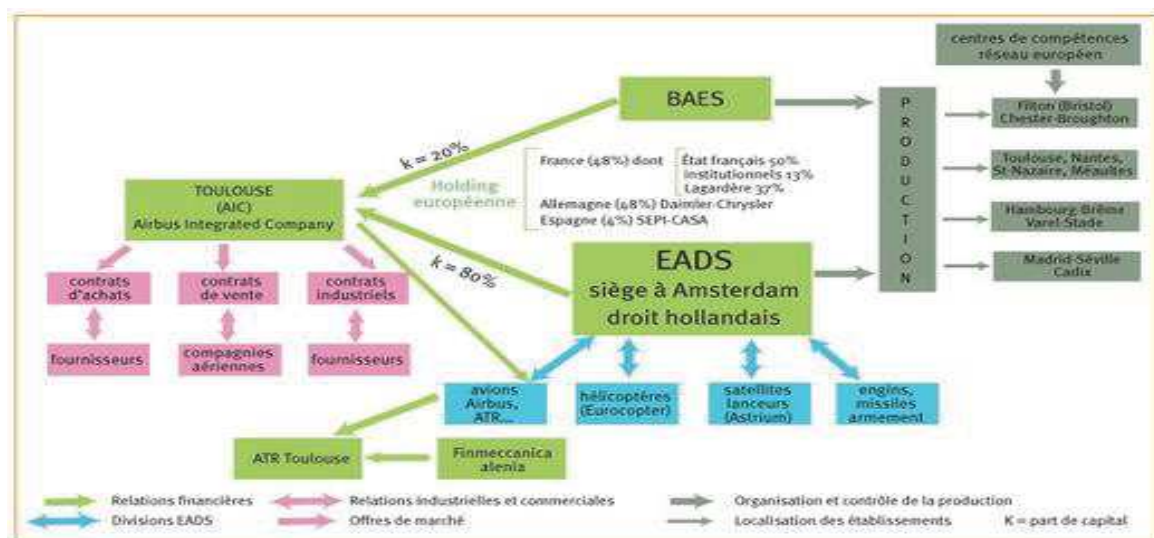 centres de compétences
réseau européen
BAES
PRODUCTION
Filton (Bristol)
Chester-Broughton
k = 20%
France (48%) dont
État français 50%
institutionnels 13%
Lagardère 37%
Holding
européenne
Allemagne (48%) Daimler-Chrysler
Espagne (4%) SEPI-CASA
Toulouse, Nantes,
St-Nazaire, Méaultes
TOULOUSE
(AIC)
Airbus Integrated Company
Hambourg-Brême
Varel-Stade
k = 80%
EADS
siège à Amsterdam
droit hollandais
Madrid-Séville
Cadix
contrats
d'achats
contrats
de vente
contrats
industriels
fournisseurs
compagnies
aériennes
fournisseurs
avions
Airbus,
ATR...
hélicoptères
(Eurocopter)
satellites
lanceurs
(Astrium)
engins,
missiles
armement
ATR Toulouse
Finmeccanica
alenia
Relations financières
Relations industrielles et commerciales
Organisation et contrôle de la production
Divisions EADS
Offres de marché
Localisation des établissements
K = part de capital